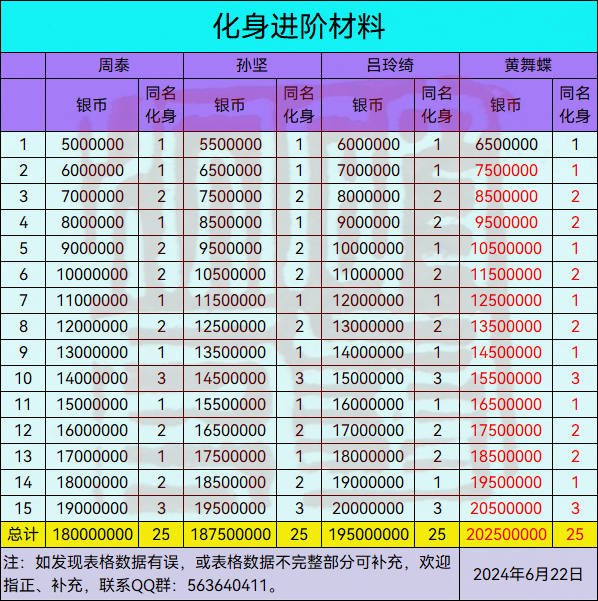 化身进阶材料
周泰 孙坚 吕玲绮 黄舞蝶
银币 同名化身 银币 同名化身 银币 同名化身 银币 同名化身
1 5000000 1 5500000 1 6000000 1 6500000 1
2 6000000 1 6500000 1 7000000 1 7500000 1
3 7000000 2 7500000 2 8000000 2 8500000 2
4 8000000 1 8500000 1 9000000 2 9500000 2
5 9000000 2 9500000 2 10000000 1 10500000 1
6 10000000 2 10500000 2 11000000 2 11500000 2
7 11000000 1 11500000 1 12000000 1 12500000 1
8 12000000 2 12500000 2 13000000 2 13500000 2
9 13000000 1 13500000 1 14000000 1 14500000 1
10 14000000 3 14500000 3 15000000 3 15500000 3
11 15000000 1 15500000 1 16000000 1 16500000 1
12 16000000 2 16500000 2 17000000 2 17500000 2
13 17000000 1 17500000 1 18000000 2 18500000 2
14 18000000 2 18500000 2 19000000 1 19500000 1
15 19000000 3 19500000 3 20000000 3 20500000 3
总计 180000000 25 187500000 25 195000000 25 202500000 25
注：如发现表格数据有误，或表格数据不完整部分可补充，欢迎
指正、补充，联系QQ群：563640411。
2024年6月22日